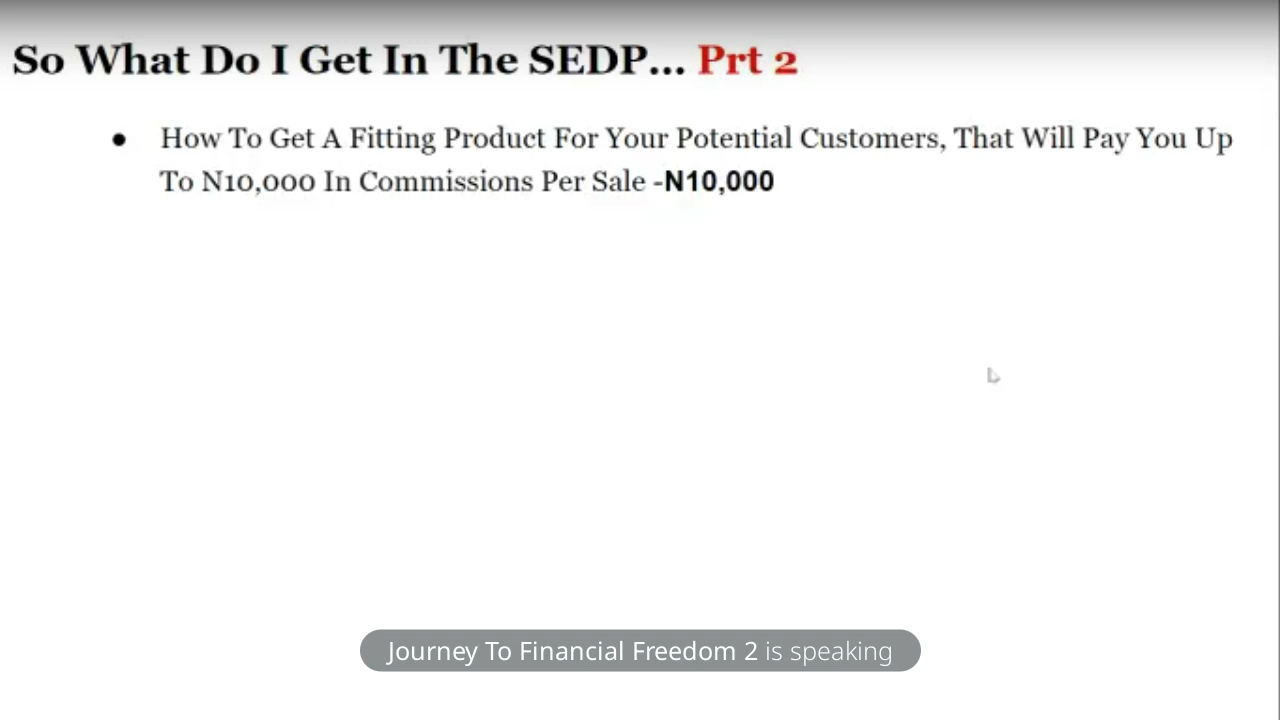 So What Do I Get In The SEDP... Prt 2
● How To Get A Fitting Product For Your Potential Customers, That Will Pay You Up
To N10,000 In Commissions Per Sale -N10,000
Journey To Financial Freedom 2 is speaking